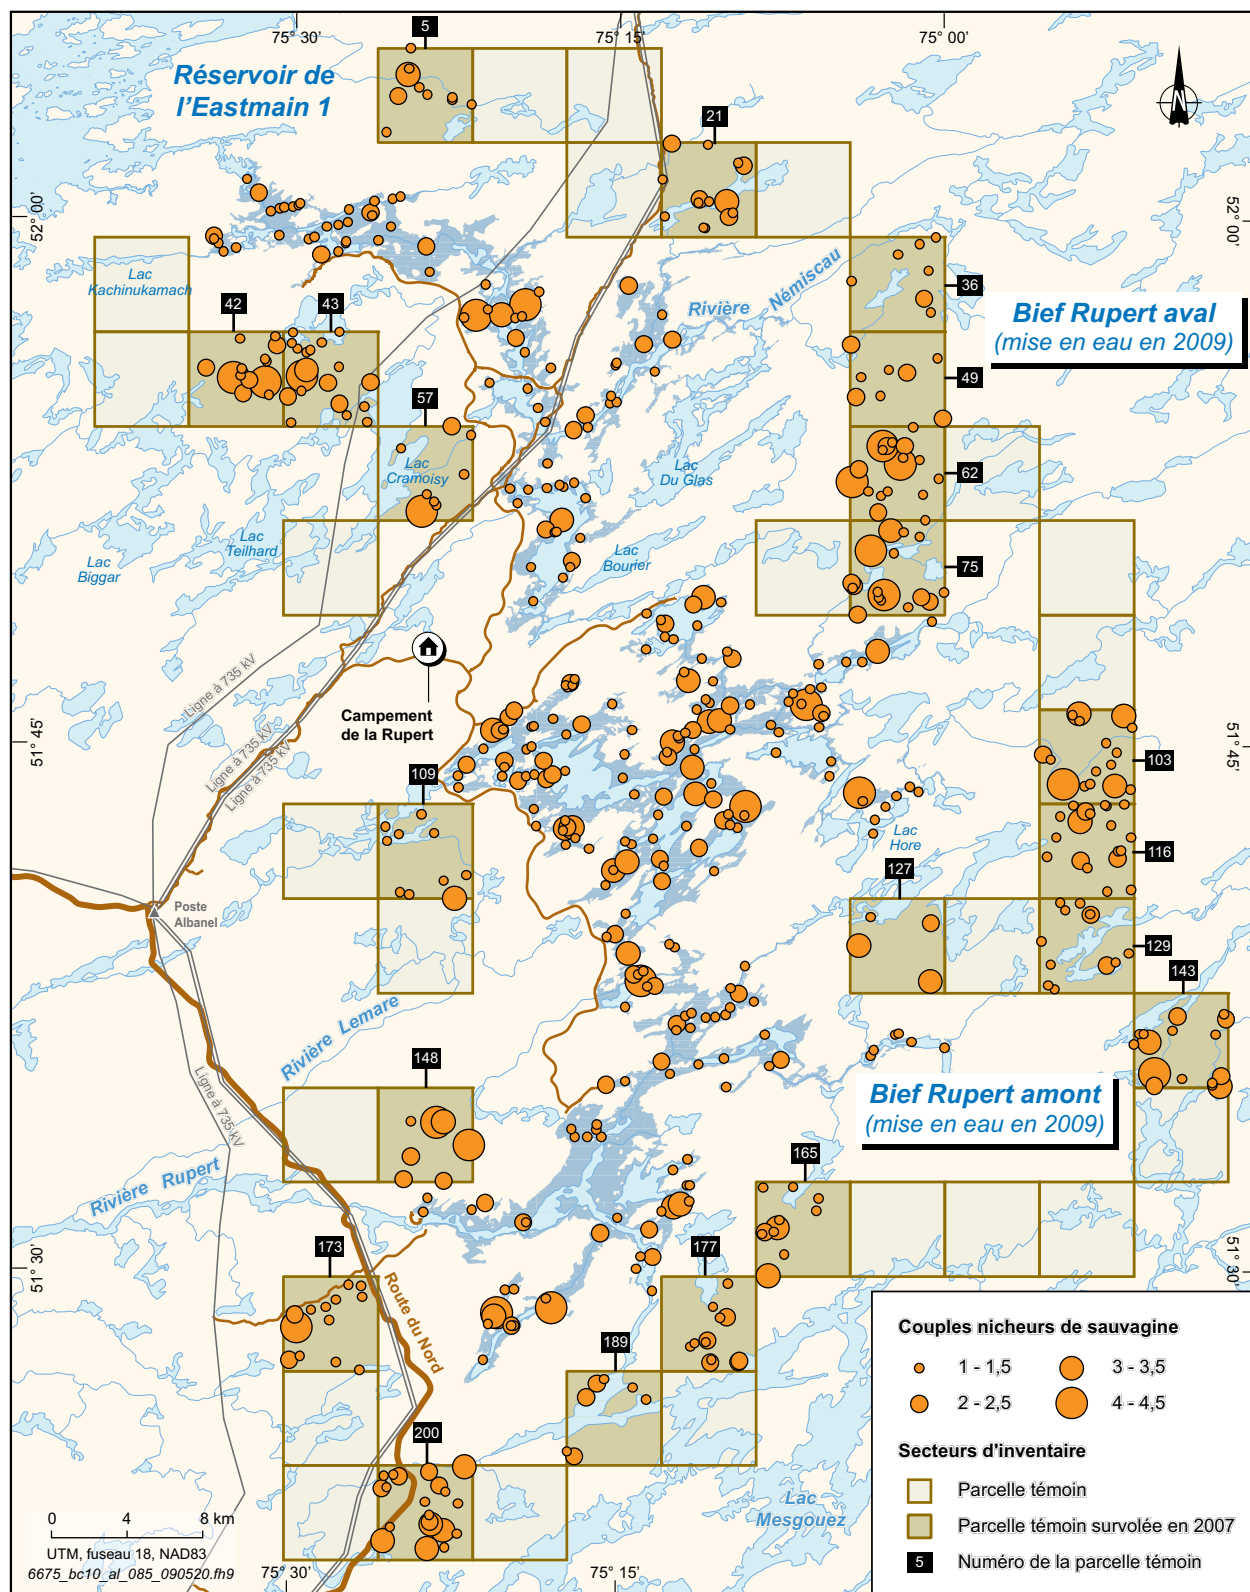 75° 30'
75° 15'
75° 00'
5
Réservoir de
l'Eastmain 1
N
21
52° 00'
52° 00'
Lac
Kachinukamach
Rivière Némiscau
36
42
43
Bief Rupert aval
(mise en eau en 2009)
49
57
Lac
Cramoisy
Lac
Du Glas
62
Lac
Teilhard
Lac
Biggar
Lac
Bourier
75
Ligne à 735 kV
Campement
de la Rupert
51° 45'
51° 45'
Ligne à 735 kV
Ligne à 735 kV
109
103
Lac
Hore
116
127
Poste
Albanel
129
143
Rivière Lemare
148
Ligne à 735 kV
Bief Rupert amont
(mise en eau en 2009)
165
Rivière Rupert
173
177
51° 30'
51° 30'
Route du Nord
189
200
Lac
Mesgouez
Couples nicheurs de sauvagine
1 - 1,5
3 - 3,5
2 - 2,5
4 - 4,5
Secteurs d'inventaire
Parcelle témoin
Parcelle témoin survolée en 2007
5
Numéro de la parcelle témoin
0 4 8 km
UTM, fuseau 18, NAD83
6675_bc10_al_085_090520.fh9
75° 30'
75° 15'